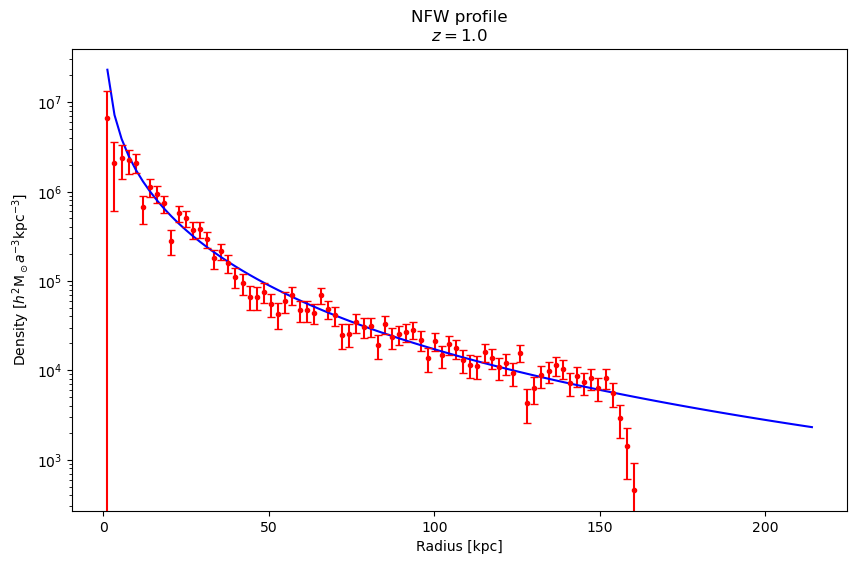 NFW profile
z = 1.0
Density [h²M☉a⁻³kpc⁻³]
10⁷
10⁶
10⁵
10⁴
10³
0 50 100 150 200
Radius [kpc]